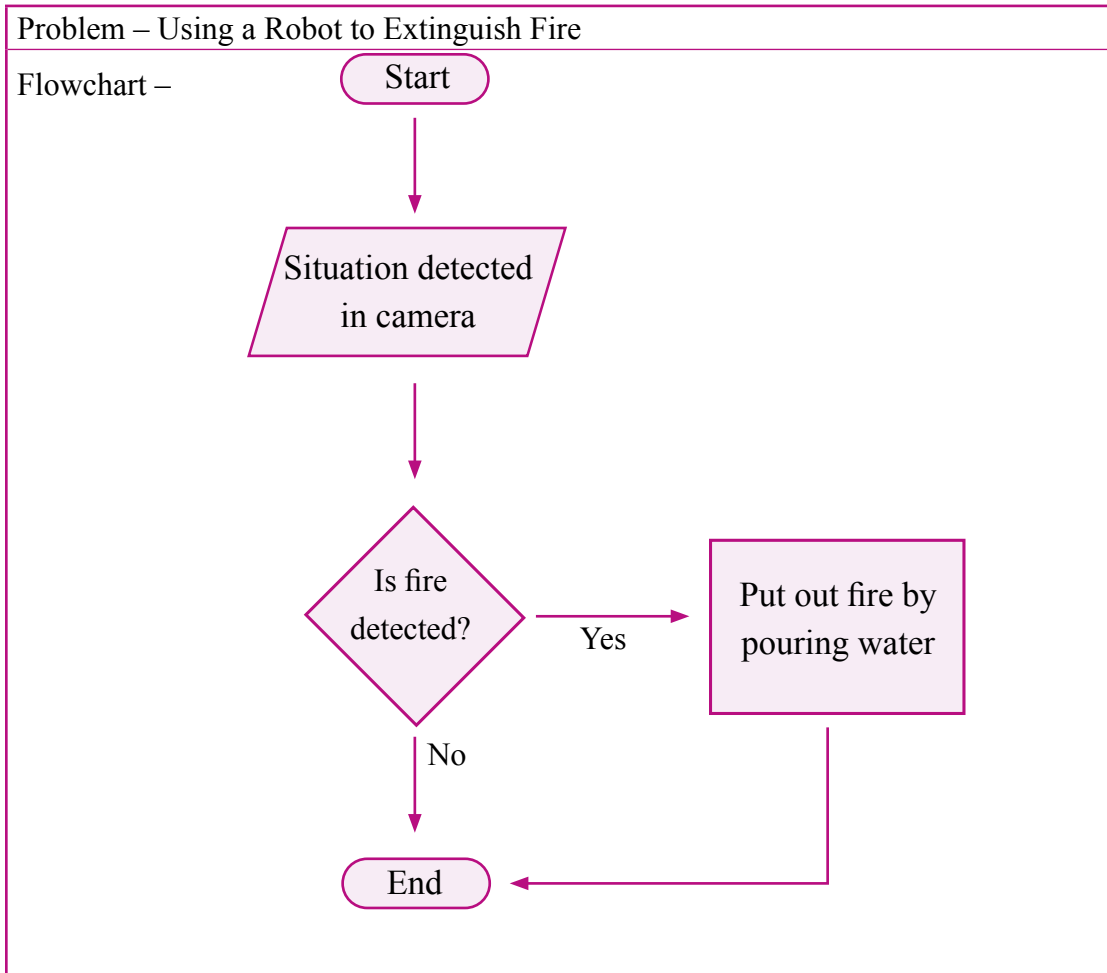 Problem – Using a Robot to Extinguish Fire
Flowchart –
Start
Situation detected
in camera
Is fire
detected?
Yes
Put out fire by
pouring water
No
End